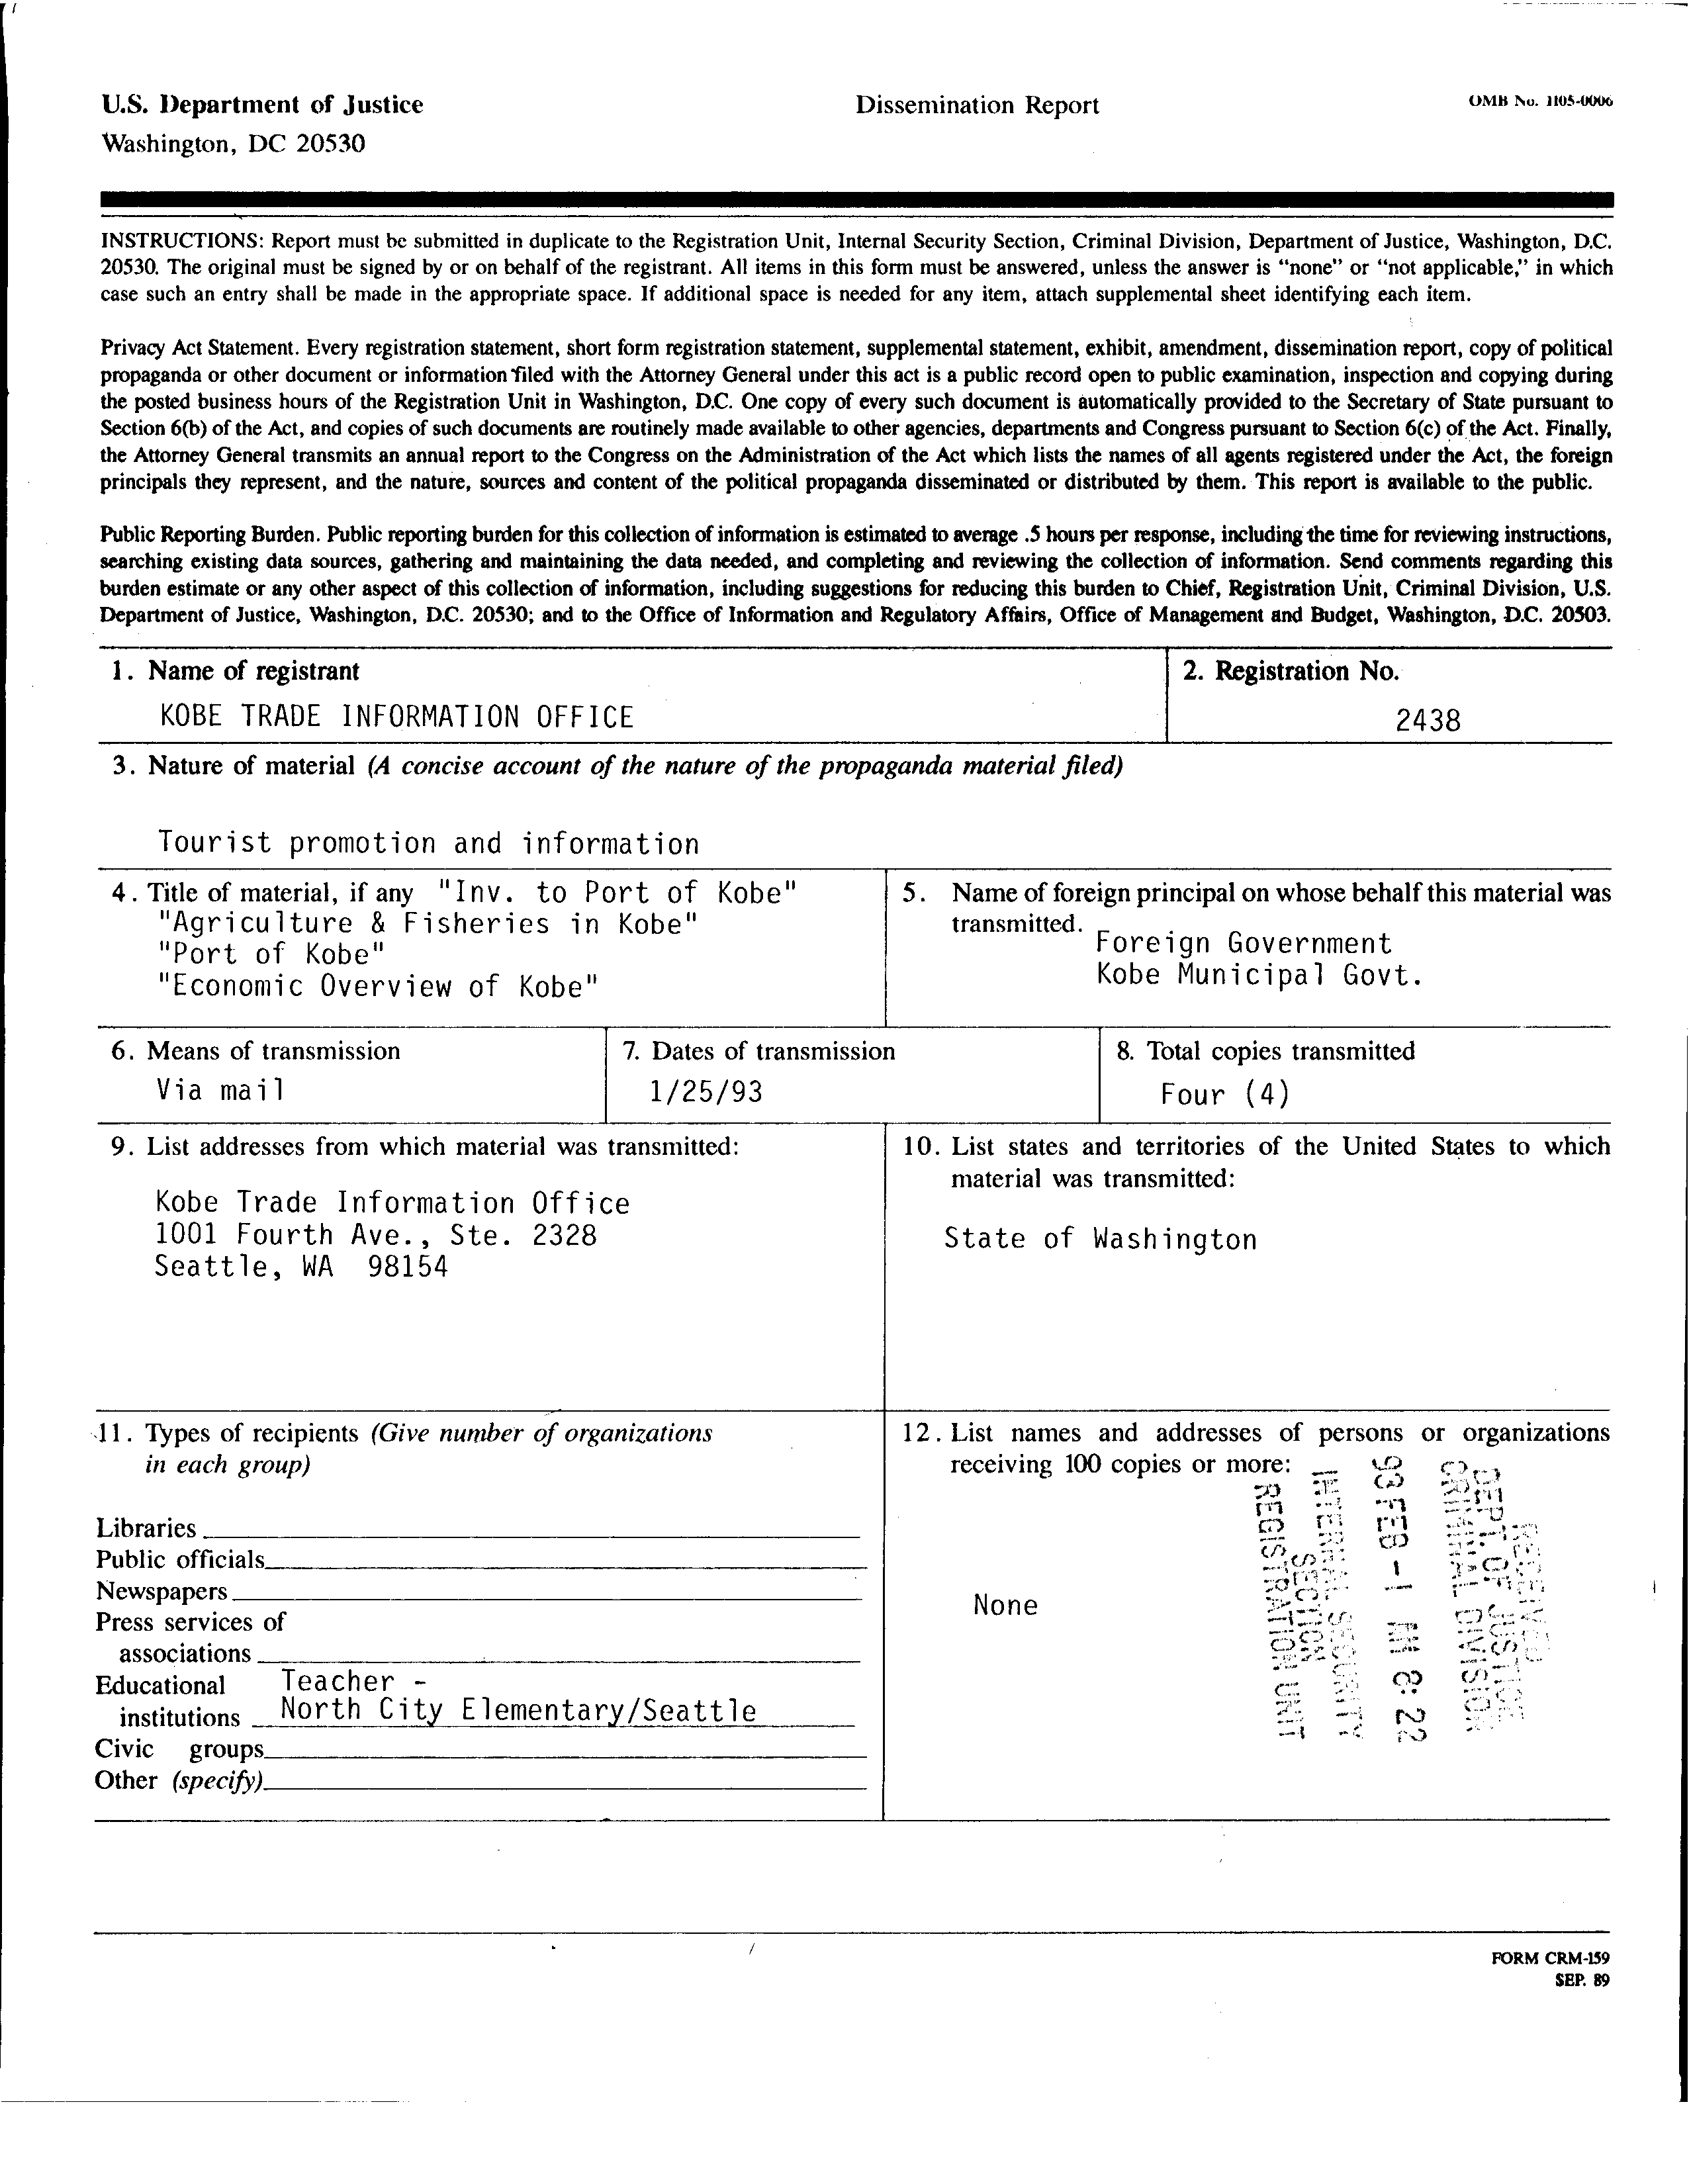 U.S. Department of Justice
Washington, DC 20530
Dissemination Report
OMB No. 1105-0006
INSTRUCTIONS: Report must be submitted in duplicate to the Registration Unit, Internal Security Section, Criminal Division, Department of Justice, Washington, D.C.
20530. The original must be signed by or on behalf of the registrant. All items in this form must be answered, unless the answer is “none” or “not applicable,” in which
case such an entry shall be made in the appropriate space. If additional space is needed for any item, attach supplemental sheet identifying each item.
Privacy Act Statement. Every registration statement, short form registration statement, supplemental statement, exhibit, amendment, dissemination report, copy of political
propaganda or other document or information filed with the Attorney General under this act is a public record open to public examination, inspection and copying during
the posted business hours of the Registration Unit in Washington, D.C. One copy of every such document is automatically provided to the Secretary of State pursuant to
Section 6(b) of the Act, and copies of such documents are routinely made available to other agencies, departments and Congress pursuant to Section 6(c) of the Act. Finally,
the Attorney General transmits an annual report to the Congress on the Administration of the Act which lists the names of all agents registered under the Act, the foreign
principals they represent, and the nature, sources and content of the political propaganda disseminated or distributed by them. This report is available to the public.
Public Reporting Burden. Public reporting burden for this collection of information is estimated to average .5 hours per response, including the time for reviewing instructions,
searching existing data sources, gathering and maintaining the data needed, and completing and reviewing the collection of information. Send comments regarding this
burden estimate or any other aspect of this collection of information, including suggestions for reducing this burden to Chief, Registration Unit, Criminal Division, U.S.
Department of Justice, Washington, D.C. 20530; and to the Office of Information and Regulatory Affairs, Office of Management and Budget, Washington, D.C. 20503.
1. Name of registrant
KOBE TRADE INFORMATION OFFICE
2. Registration No.
2438
3. Nature of material (A concise account of the nature of the propaganda material filed)
Tourist promotion and information
4. Title of material, if any "Inv. to Port of Kobe"
"Agriculture & Fisheries in Kobe"
"Port of Kobe"
"Economic Overview of Kobe"
5. Name of foreign principal on whose behalf this material was
transmitted.
Foreign Government
Kobe Municipal Govt.
6. Means of transmission
Via mail
7. Dates of transmission
1/25/93
8. Total copies transmitted
Four (4)
9. List addresses from which material was transmitted:
Kobe Trade Information Office
1001 Fourth Ave., Ste. 2328
Seattle, WA 98154
10. List states and territories of the United States to which
material was transmitted:
State of Washington
11. Types of recipients (Give number of organizations
in each group)
Libraries
Public officials
Newspapers
Press services of
associations
Educational Teacher -
institutions North City Elementary/Seattle
Civic groups
Other (specify)
12. List names and addresses of persons or organizations
receiving 100 copies or more:
None
RECEIVED
DEPT. OF JUSTICE
CRIMINAL DIVISION
93 FEB -1 AM 8:22
INTERNAL SECURITY
SECTION
REGISTRATION UNIT
FORM CRM-159
SEP. 89